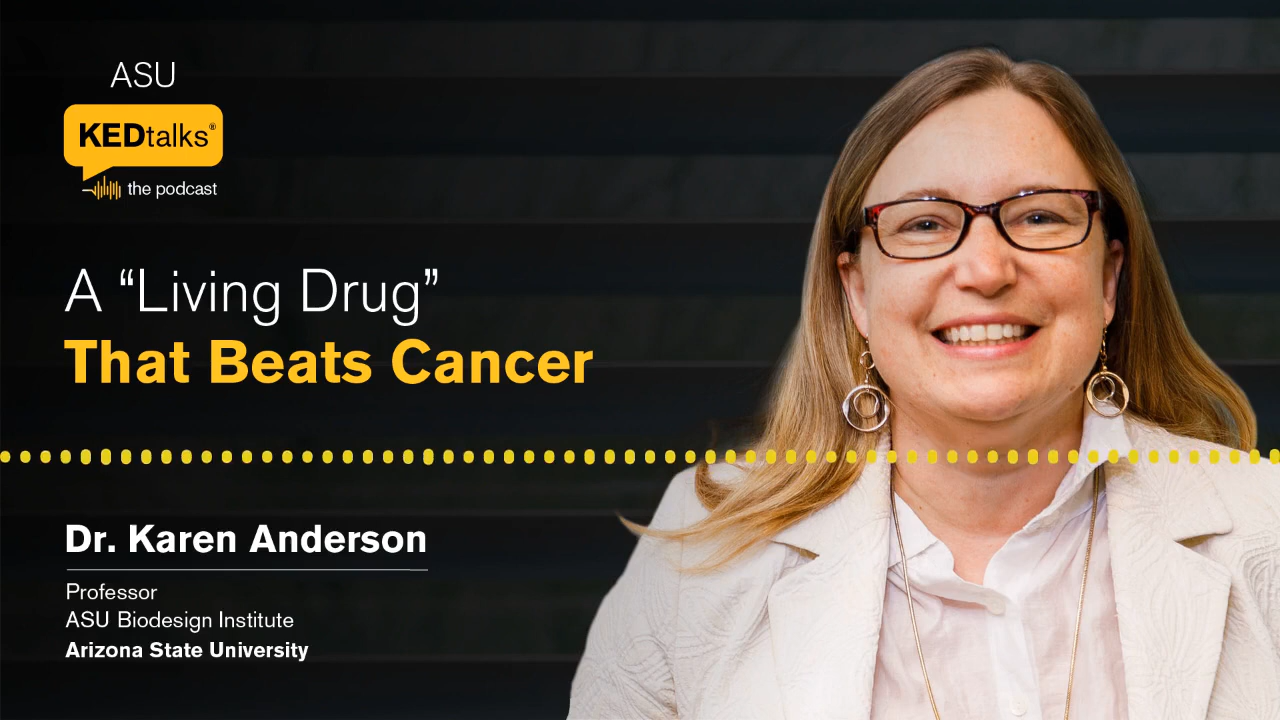 ASU
KEDtalks®
the podcast
A “Living Drug”
That Beats Cancer
Dr. Karen Anderson
Professor
ASU Biodesign Institute
Arizona State University